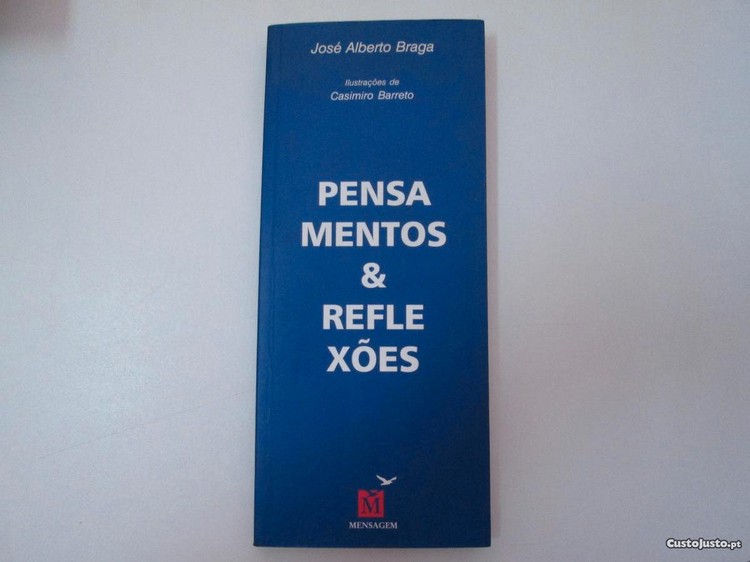 José Alberto Braga
Ilustrações de
Casimiro Barreto
PENSA
MENTOS
&
REFLE
XÕES
M
MENSAGEM
CustoJusto.pt